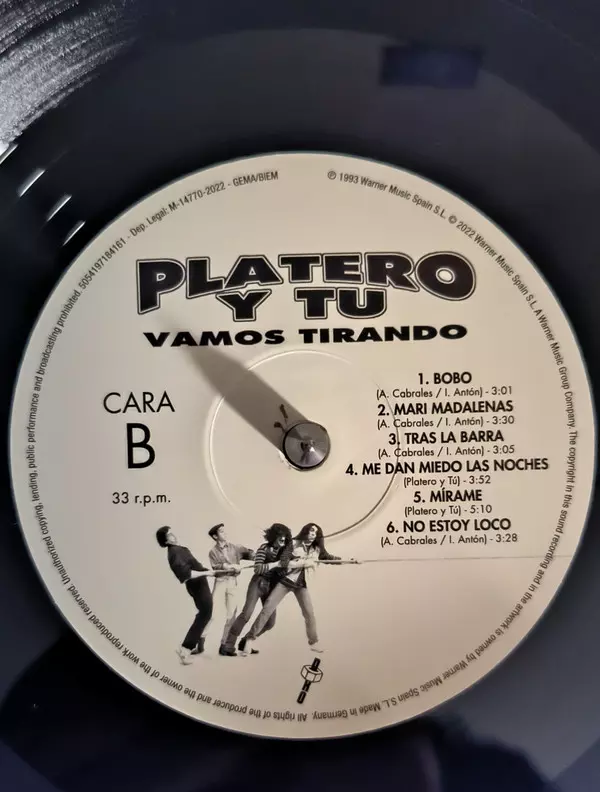 5054197184161 - Dep. Legal: M-14770-2022 - GEMA/BIEM
℗ 1993 Warner Music Spain S.L. © 2022 Warner Music Spain S.L. A Warner Music Group Company. The copyright in this sound recording and in the artwork is owned by Warner Music Spain S.L. Made in Germany. All rights of the producer and the owner of the work reproduced reserved. Unauthorized copying, lending, public performance and broadcasting prohibited.
PLATERO
Y TU
VAMOS TIRANDO
CARA
B
33 r.p.m.
1. BOBO
(A. Cabrales / I. Antón) - 3:01
2. MARI MADALENAS
(A. Cabrales / I. Antón) - 3:30
3. TRAS LA BARRA
(A. Cabrales / I. Antón) - 3:05
4. ME DAN MIEDO LAS NOCHES
(Platero y Tú) - 3:52
5. MÍRAME
(Platero y Tú) - 5:10
6. NO ESTOY LOCO
(A. Cabrales / I. Antón) - 3:28